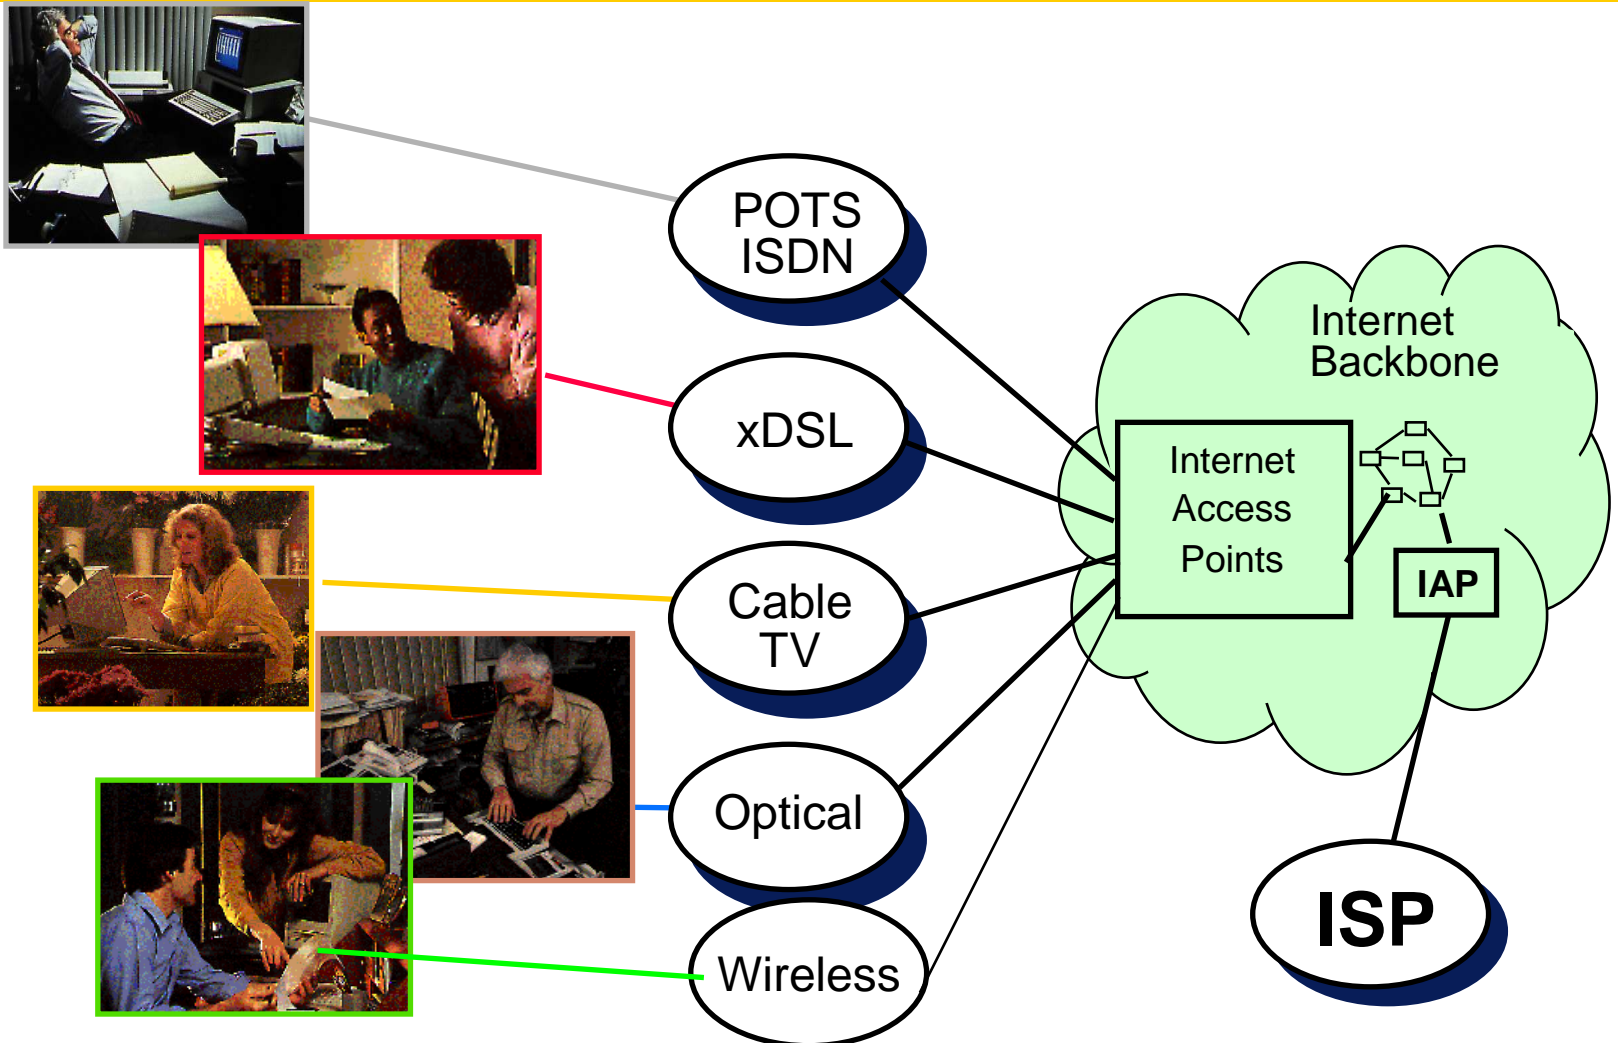 POTS
ISDN
xDSL
Cable
TV
Optical
Wireless
Internet
Backbone
Internet
Access
Points
IAP
ISP